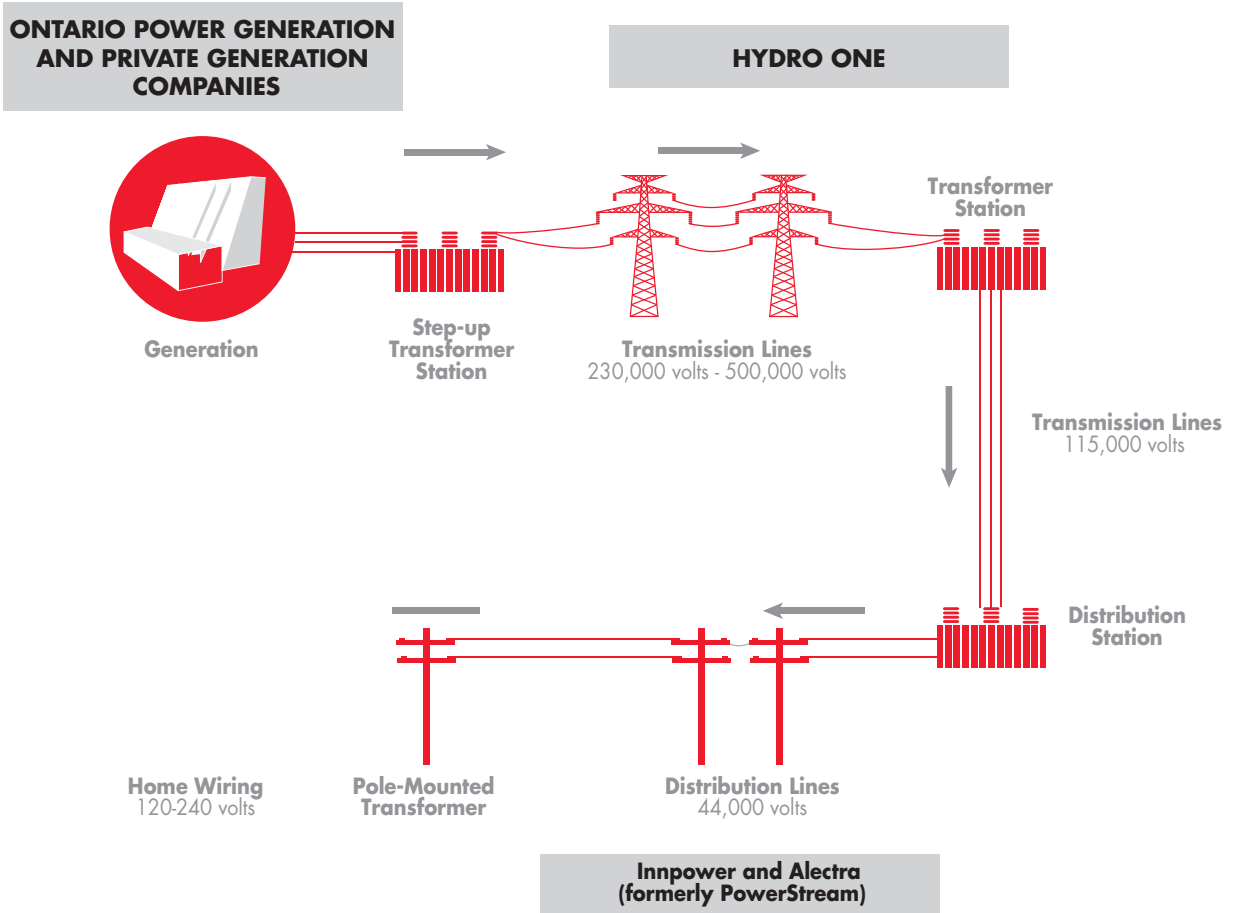 ONTARIO POWER GENERATION
AND PRIVATE GENERATION
COMPANIES
HYDRO ONE
Generation
Step-up
Transformer
Station
Transmission Lines
230,000 volts - 500,000 volts
Transformer
Station
Transmission Lines
115,000 volts
Distribution
Station
Distribution Lines
44,000 volts
Pole-Mounted
Transformer
Home Wiring
120-240 volts
Innpower and Alectra
(formerly PowerStream)